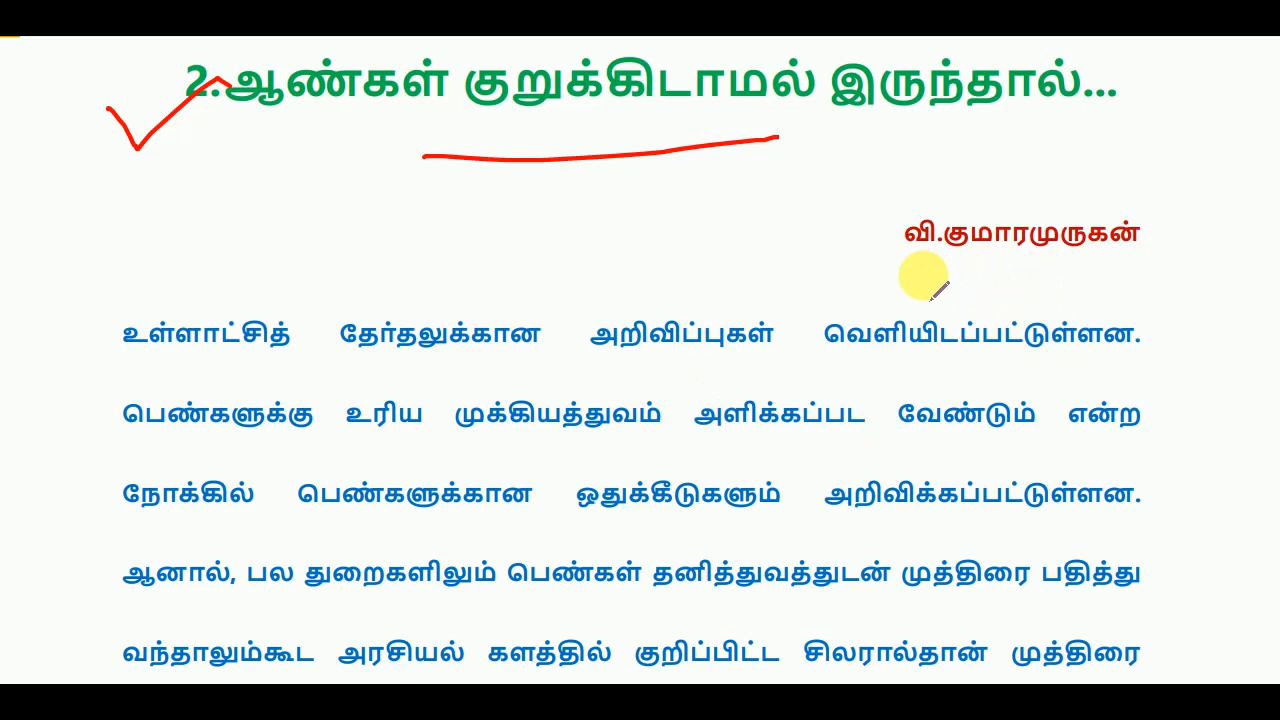 2.ஆண்கள் குறுக்கிடாமல் இருந்தால்...
வி.குமாரமுருகன்
உள்ளாட்சித் தேர்தலுக்கான அறிவிப்புகள் வெளியிடப்பட்டுள்ளன.
பெண்களுக்கு உரிய முக்கியத்துவம் அளிக்கப்பட வேண்டும் என்ற
நோக்கில் பெண்களுக்கான ஒதுக்கீடுகளும் அறிவிக்கப்பட்டுள்ளன.
ஆனால், பல துறைகளிலும் பெண்கள் தனித்துவத்துடன் முத்திரை பதித்து
வந்தாலும்கூட அரசியல் களத்தில் குறிப்பிட்ட சிலரால்தான் முத்திரை